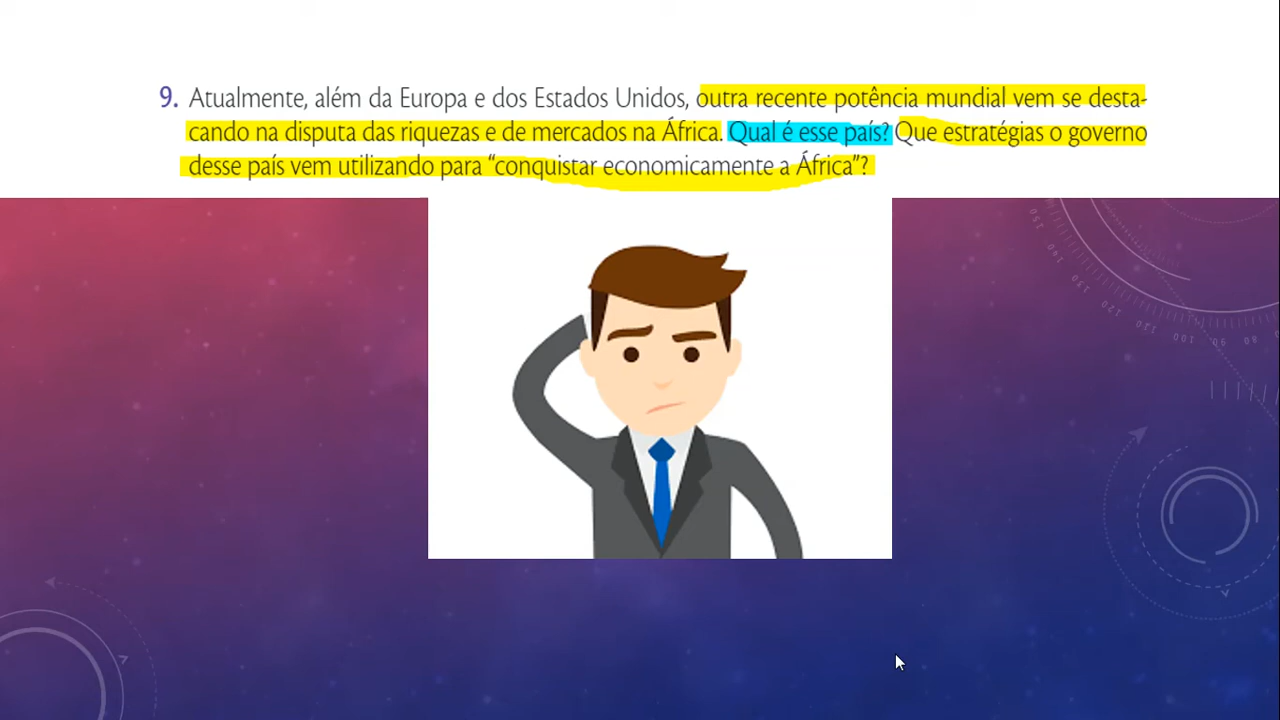 9. Atualmente, além da Europa e dos Estados Unidos, outra recente potência mundial vem se desta-
cando na disputa das riquezas e de mercados na África. Qual é esse país? Que estratégias o governo
desse país vem utilizando para “conquistar economicamente a África”?